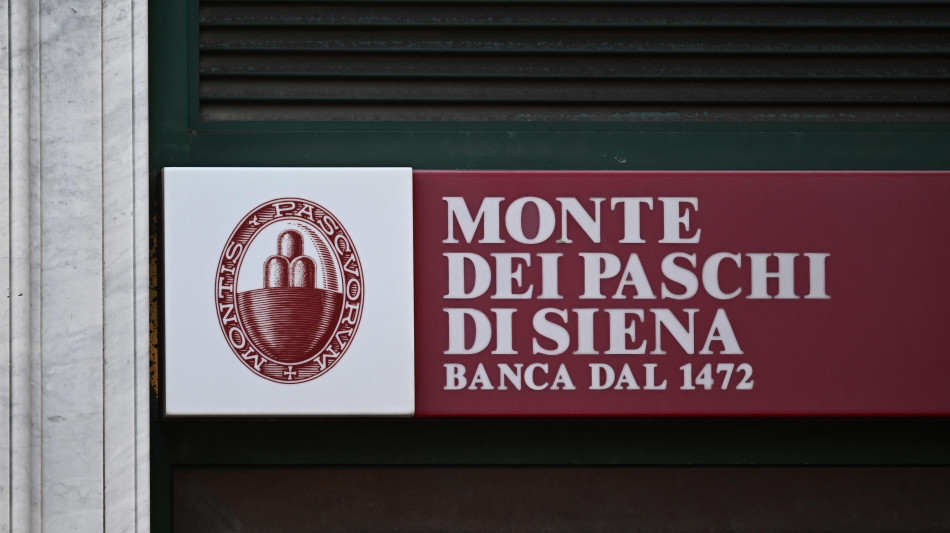 MONTIS PASCVORVM
MONTE
DEI PASCHI
DI SIENA
BANCA DAL 1472